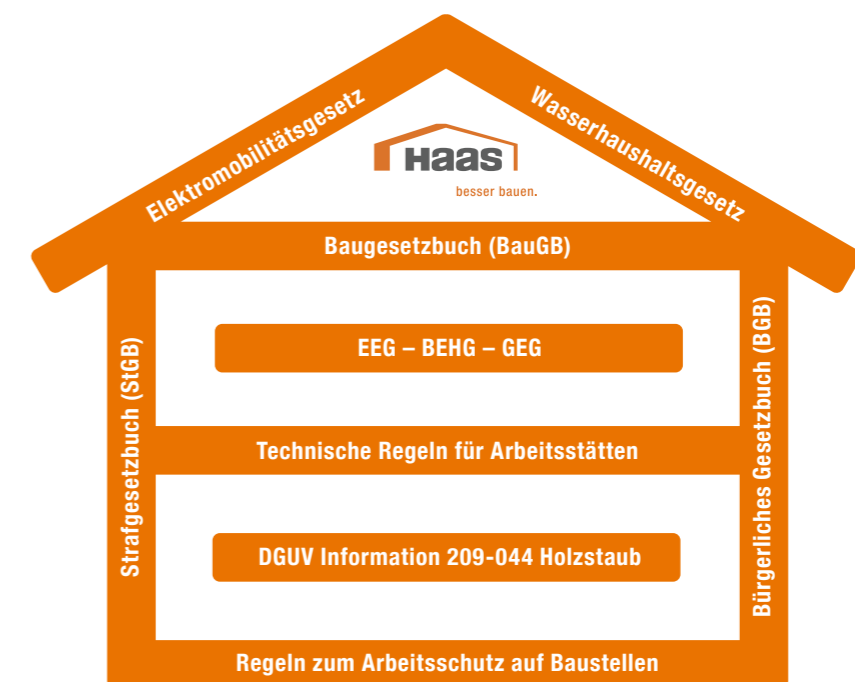 Elektromobilitätsgesetz
Wasserhaushaltsgesetz
Haas
besser bauen.
Baugesetzbuch (BauGB)
Strafgesetzbuch (StGB)
EEG – BEHG – GEG
Bürgerliches Gesetzbuch (BGB)
Technische Regeln für Arbeitsstätten
DGUV Information 209-044 Holzstaub
Regeln zum Arbeitsschutz auf Baustellen